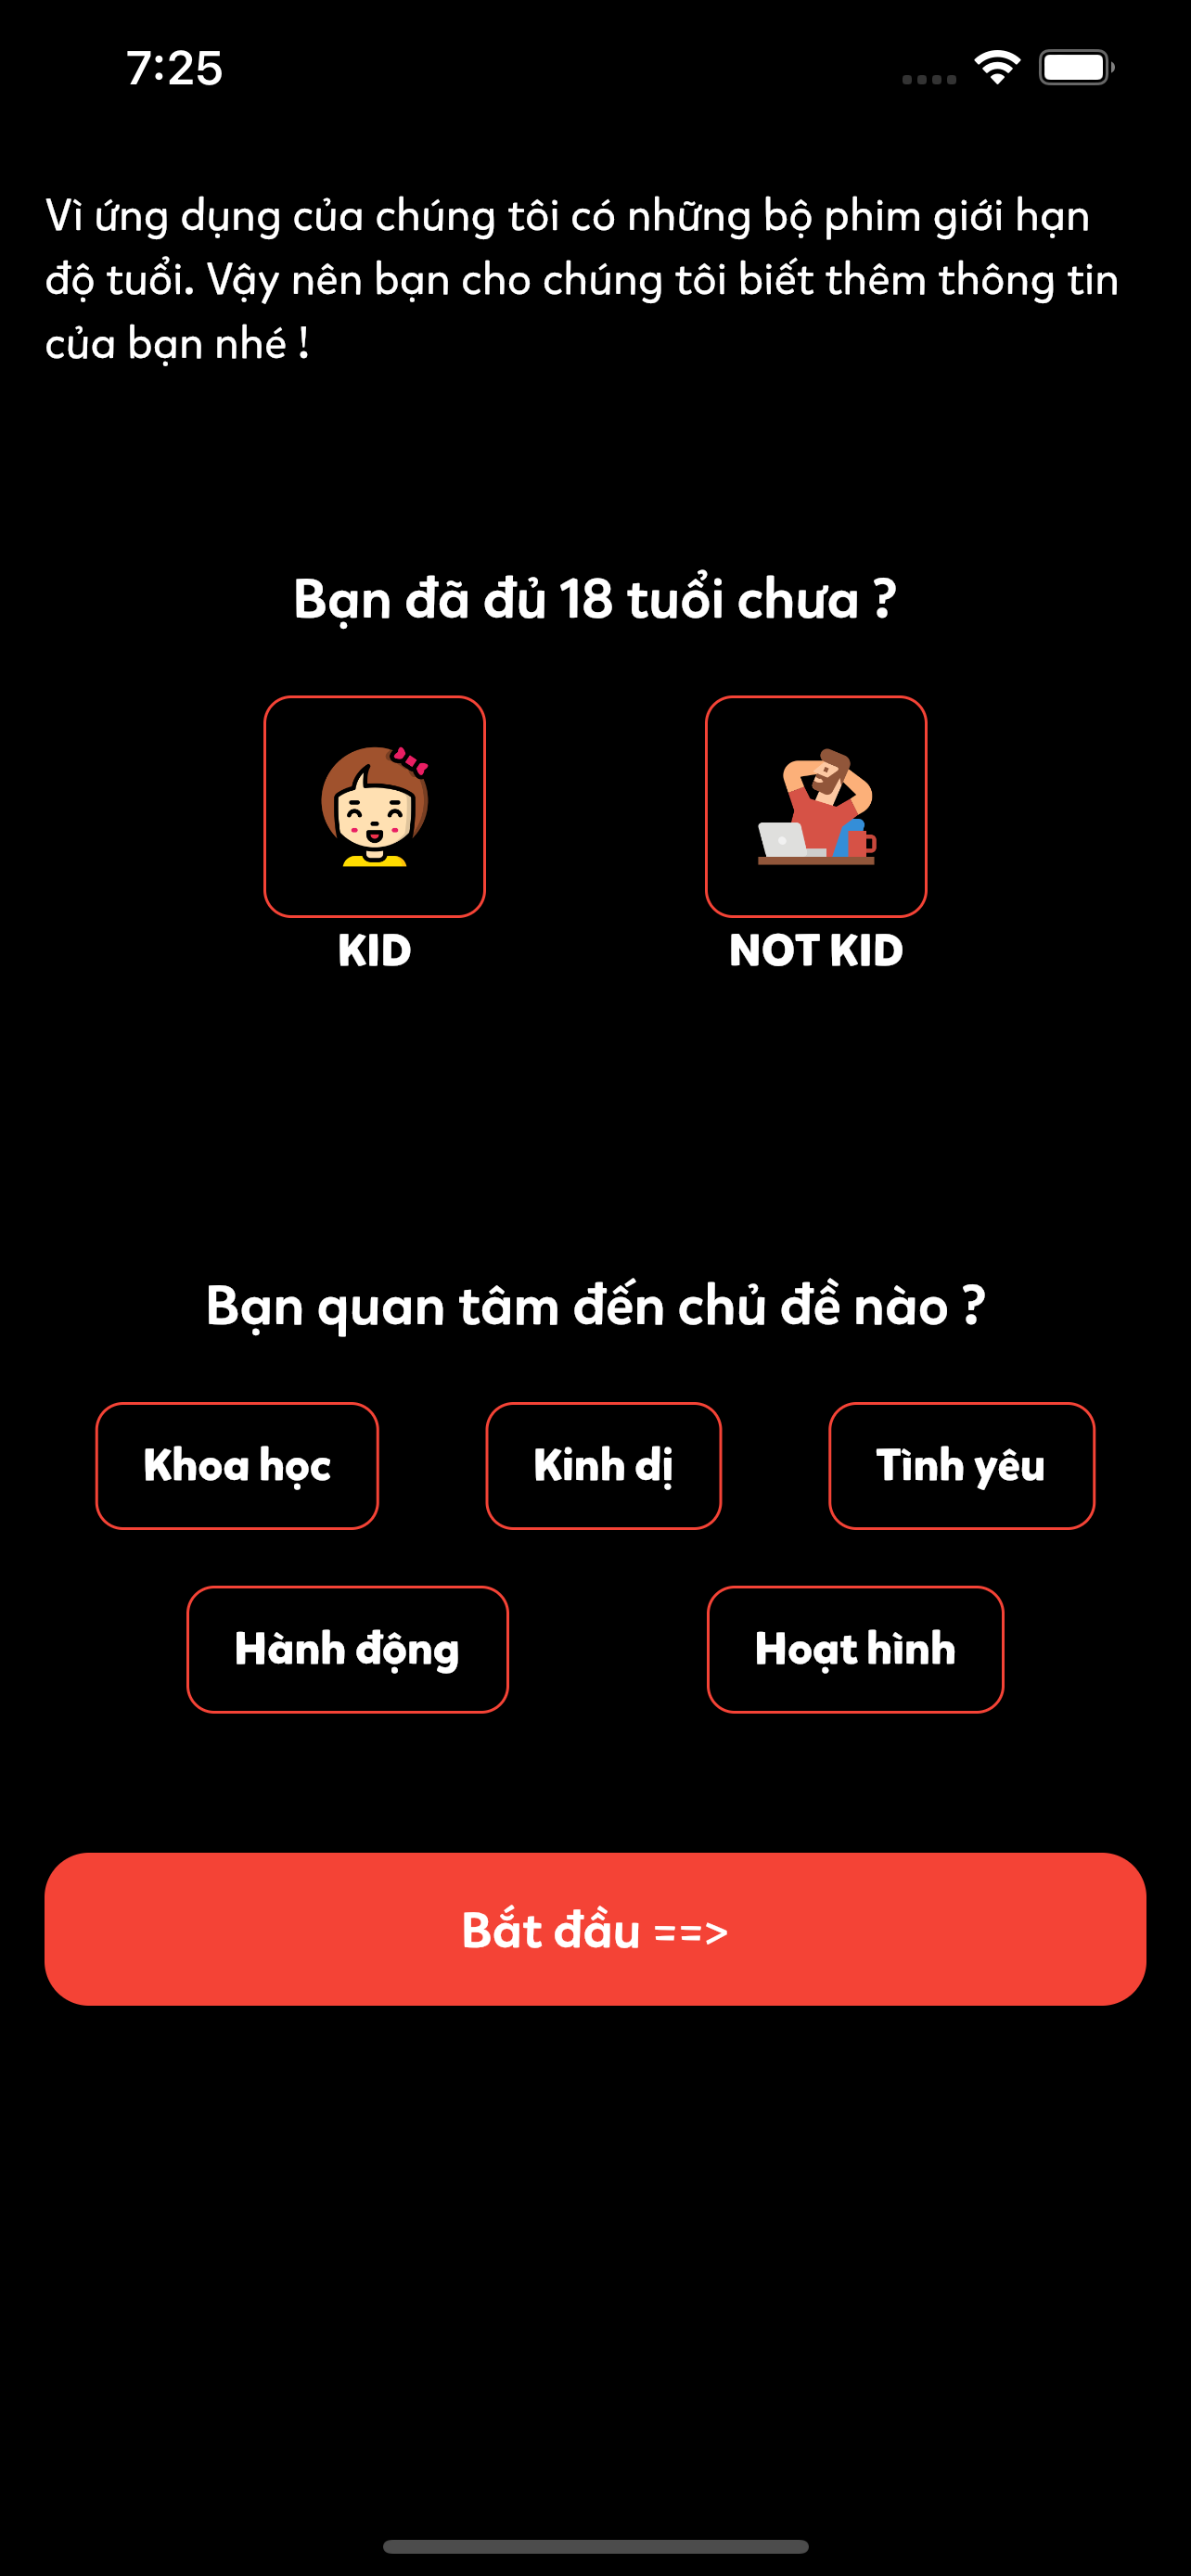 7:25
Vì ứng dụng của chúng tôi có những bộ phim giới hạn
độ tuổi. Vậy nên bạn cho chúng tôi biết thêm thông tin
của bạn nhé !
Bạn đã đủ 18 tuổi chưa ?
KID
NOT KID
Bạn quan tâm đến chủ đề nào ?
Khoa học
Kinh dị
Tình yêu
Hành động
Hoạt hình
Bắt đầu ==>